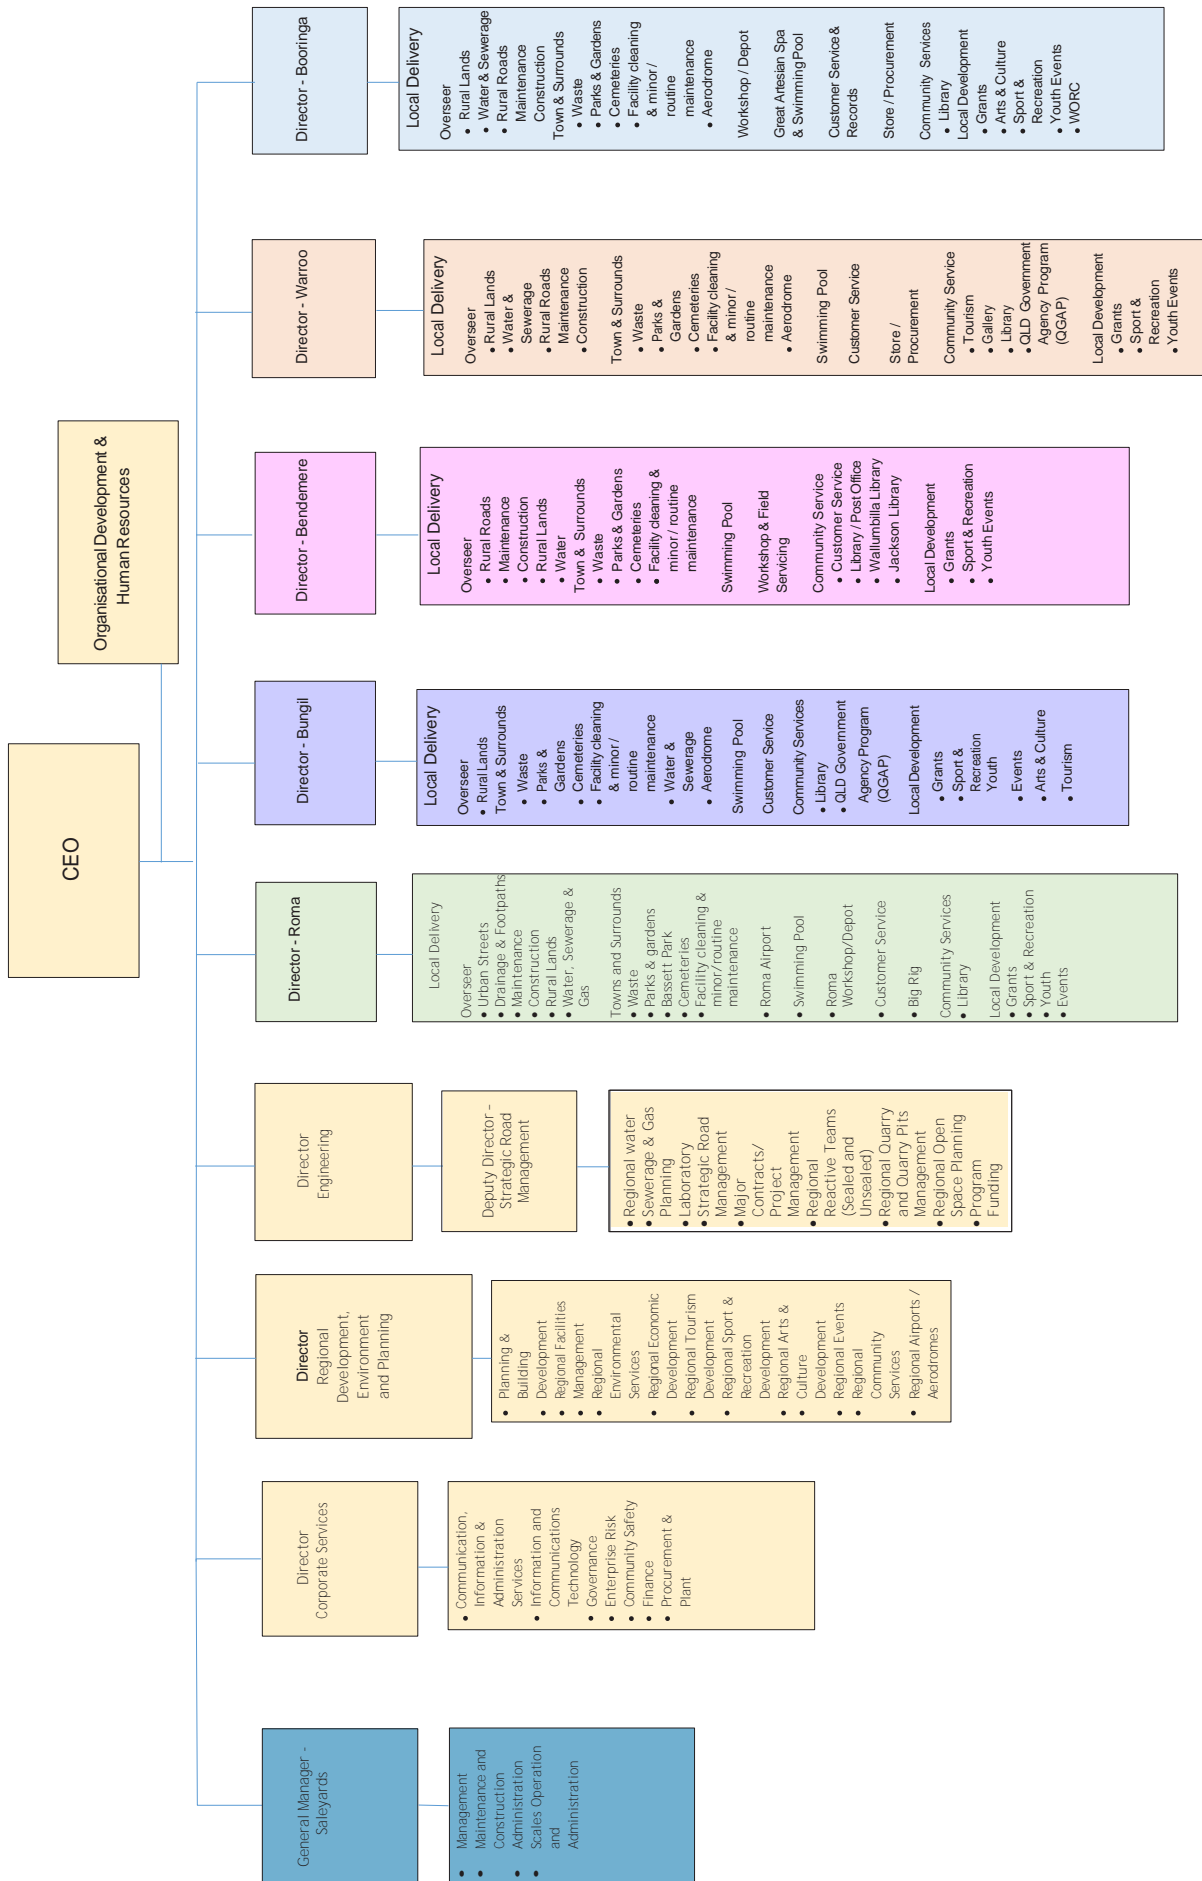 CEO
Organisational Development &
Human Resources
General Manager -
Saleyards
• Management
• Maintenance and
Construction
• Administration
• Scales Operation
and
Administration
Director
Corporate Services
• Communication,
Information &
Administration
Services
• Information and
Communications
Technology
• Governance
• Enterprise Risk
• Community Safety
• Finance
• Procurement &
Plant
Director
Regional
Development,
Environment
and Planning
• Planning &
Building
• Development
• Regional Facilities
• Management
• Regional
Environmental
Services
• Regional Economic
Development
• Regional Tourism
Development
• Regional Sport &
Recreation
Development
• Regional Arts &
• Culture
Development
• Regional Events
• Regional
Community
Services
• Regional Airports /
Aerodromes
Director
Engineering
Deputy Director –
Strategic Road
Management
• Regional water
• Sewerage & Gas
Planning
• Laboratory
• Strategic Road
Management
• Major
Contracts/
Project
Management
• Regional
Reactive Teams
(Sealed and
Unsealed)
• Regional Quarry
and Quarry Pits
Management
• Regional Open
Space Planning
• Program
Funding
Director - Roma
Local Delivery
Overseer
• Urban Streets
• Drainage & Footpaths
• Maintenance
• Construction
• Rural Lands
• Water, Sewerage &
Gas
Towns and Surrounds
• Waste
• Parks & gardens
• Bassett Park
• Cemeteries
• Facility cleaning &
minor/routine
maintenance
• Roma Airport
• Swimming Pool
• Roma
Workshop/Depot
• Customer Service
• Big Rig
Community Services
• Library
Local Development
• Grants
• Sport & Recreation
• Youth
• Events
Director - Bungil
Local Delivery
Overseer
• Rural Lands
Town & Surrounds
• Waste
• Parks &
Gardens
• Cemeteries
• Facility cleaning
& minor /
routine
maintenance
• Water &
Sewerage
• Aerodrome
Swimming Pool
Customer Service
Community Services
• Library
• QLD Government
Agency Program
(QGAP)
Local Development
• Grants
• Sport &
Recreation
Youth
• Events
• Arts & Culture
• Tourism
Director - Bendemere
Local Delivery
Overseer
• Rural Roads
• Maintenance
• Construction
• Rural Lands
• Water
Town & Surrounds
• Waste
• Parks & Gardens
• Cemeteries
• Facility cleaning &
minor / routine
maintenance
Swimming Pool
Workshop & Field
Servicing
Community Service
• Customer Service
• Library / Post Office
• Wallumbilla Library
• Jackson Library
Local Development
• Grants
• Sport & Recreation
• Youth Events
Director - Warroo
Local Delivery
Overseer
• Rural Lands
• Water &
Sewerage
• Rural Roads
Maintenance
• Construction
Town & Surrounds
• Waste
• Parks &
Gardens
• Cemeteries
• Facility cleaning
& minor /
routine
maintenance
• Aerodrome
Swimming Pool
Customer Service
Store /
Procurement
Community Service
• Tourism
• Gallery
• Library
• QLD Government
Agency Program
(QGAP)
Local Development
• Grants
• Sport &
Recreation
• Youth Events
Director - Booringa
Local Delivery
Overseer
• Rural Lands
• Water & Sewerage
• Rural Roads
Maintenance
Construction
Town & Surrounds
• Waste
• Parks & Gardens
• Cemeteries
• Facility cleaning
& minor /
routine
maintenance
• Aerodrome
Workshop / Depot
Great Artesian Spa
& Swimming Pool
Customer Service &
Records
Store / Procurement
Community Services
• Library
Local Development
• Grants
• Arts & Culture
• Sport &
Recreation
• Youth Events
• WORC